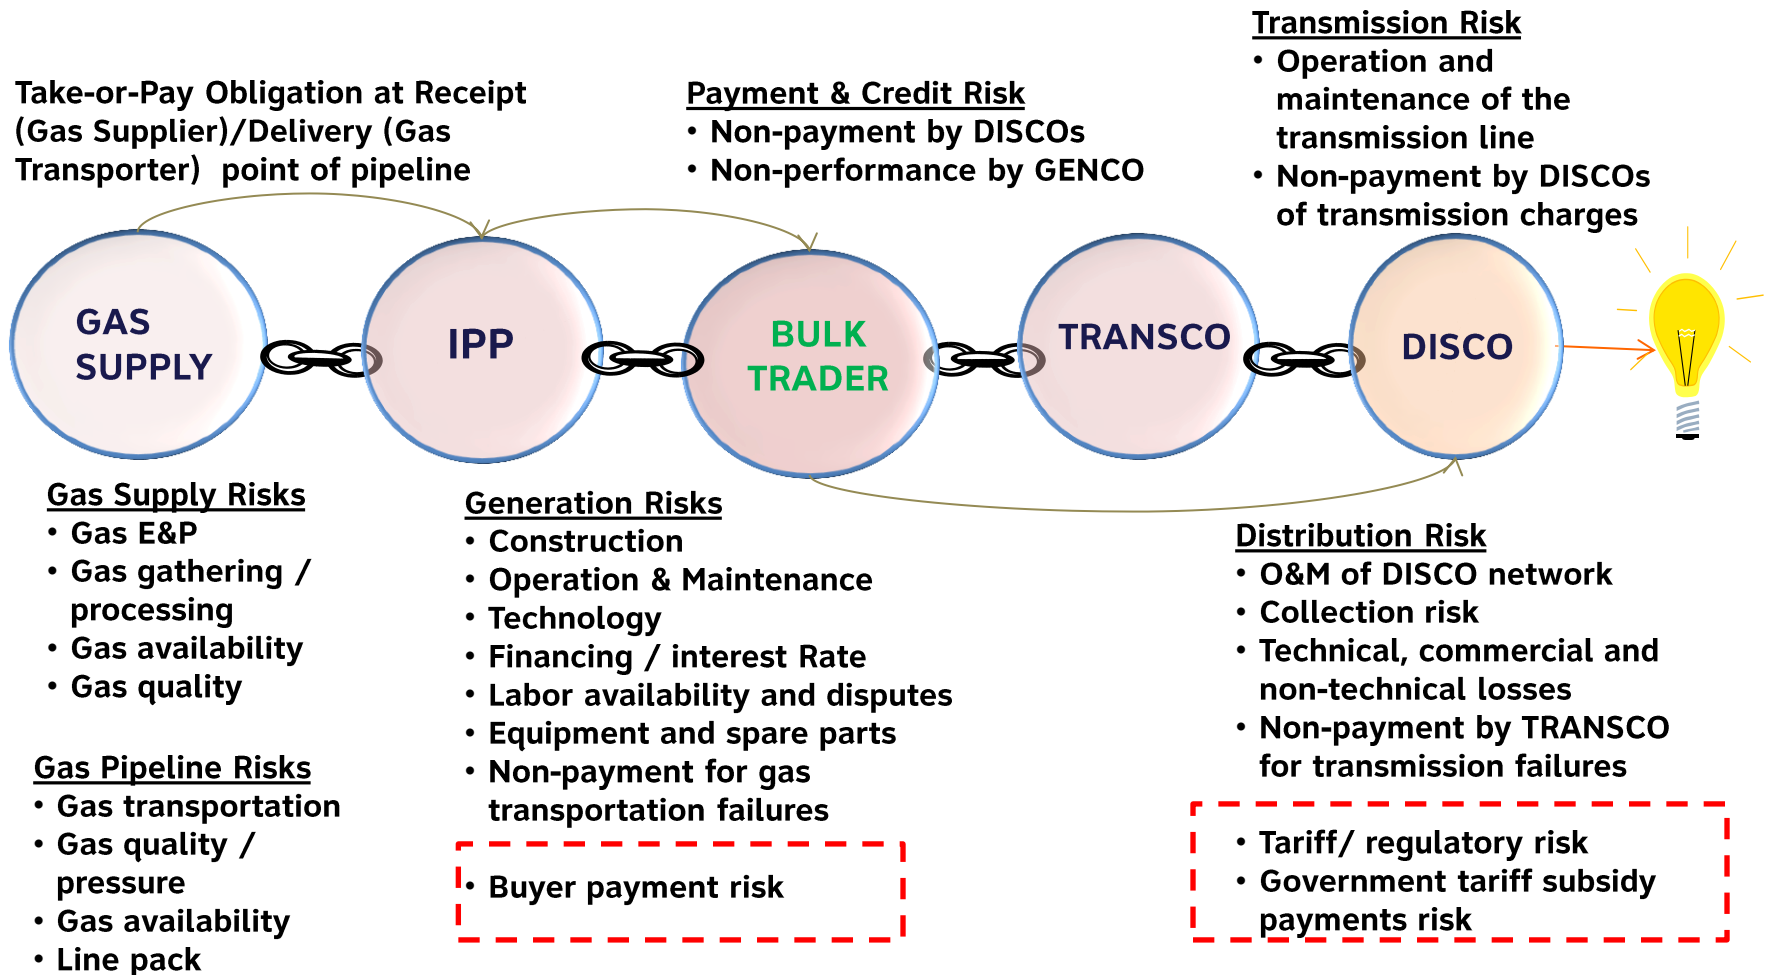 Transmission Risk
• Operation and
maintenance of the
transmission line
• Non-payment by DISCOs
of transmission charges
Take-or-Pay Obligation at Receipt
(Gas Supplier)/Delivery (Gas
Transporter) point of pipeline
Payment & Credit Risk
• Non-payment by DISCOs
• Non-performance by GENCO
GAS
SUPPLY
IPP
BULK
TRADER
TRANSCO
DISCO
Gas Supply Risks
• Gas E&P
• Gas gathering /
processing
• Gas availability
• Gas quality
Gas Pipeline Risks
• Gas transportation
• Gas quality /
pressure
• Gas availability
• Line pack
Generation Risks
• Construction
• Operation & Maintenance
• Technology
• Financing / interest Rate
• Labor availability and disputes
• Equipment and spare parts
• Non-payment for gas
transportation failures
• Buyer payment risk
Distribution Risk
• O&M of DISCO network
• Collection risk
• Technical, commercial and
non-technical losses
• Non-payment by TRANSCO
for transmission failures
• Tariff/ regulatory risk
• Government tariff subsidy
payments risk